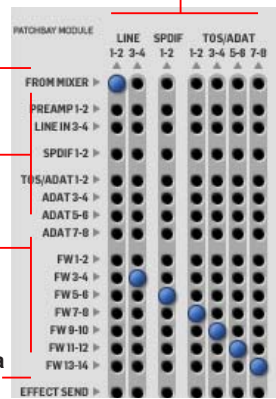 PATCHBAY MODULE
LINE SPDIF TOS/ADAT
1-2 3-4 1-2 1-2 3-4 5-6 7-8
FROM MIXER
PREAMP 1-2
LINE IN 3-4
SPDIF 1-2
TOS/ADAT 1-2
ADAT 3-4
ADAT 5-6
ADAT 7-8
FW 1-2
FW 3-4
FW 5-6
FW 7-8
FW 9-10
FW 11-12
a
FW 13-14
EFFECT SEND